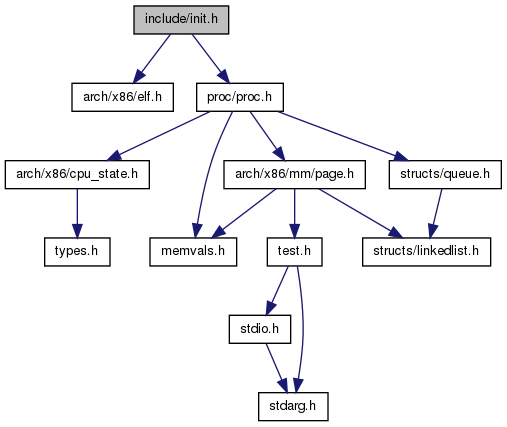 include/init.h
arch/x86/elf.h
proc/proc.h
arch/x86/cpu_state.h
arch/x86/mm/page.h
structs/queue.h
types.h
memvals.h
test.h
structs/linkedlist.h
stdio.h
stdarg.h